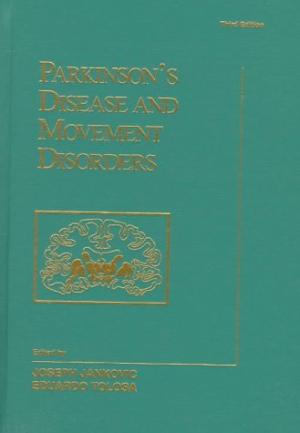 Third Edition
PARKINSON'S
DISEASE AND
MOVEMENT
DISORDERS
Edited by
JOSEPH JANKOVIC
EDUARDO TOLOSA